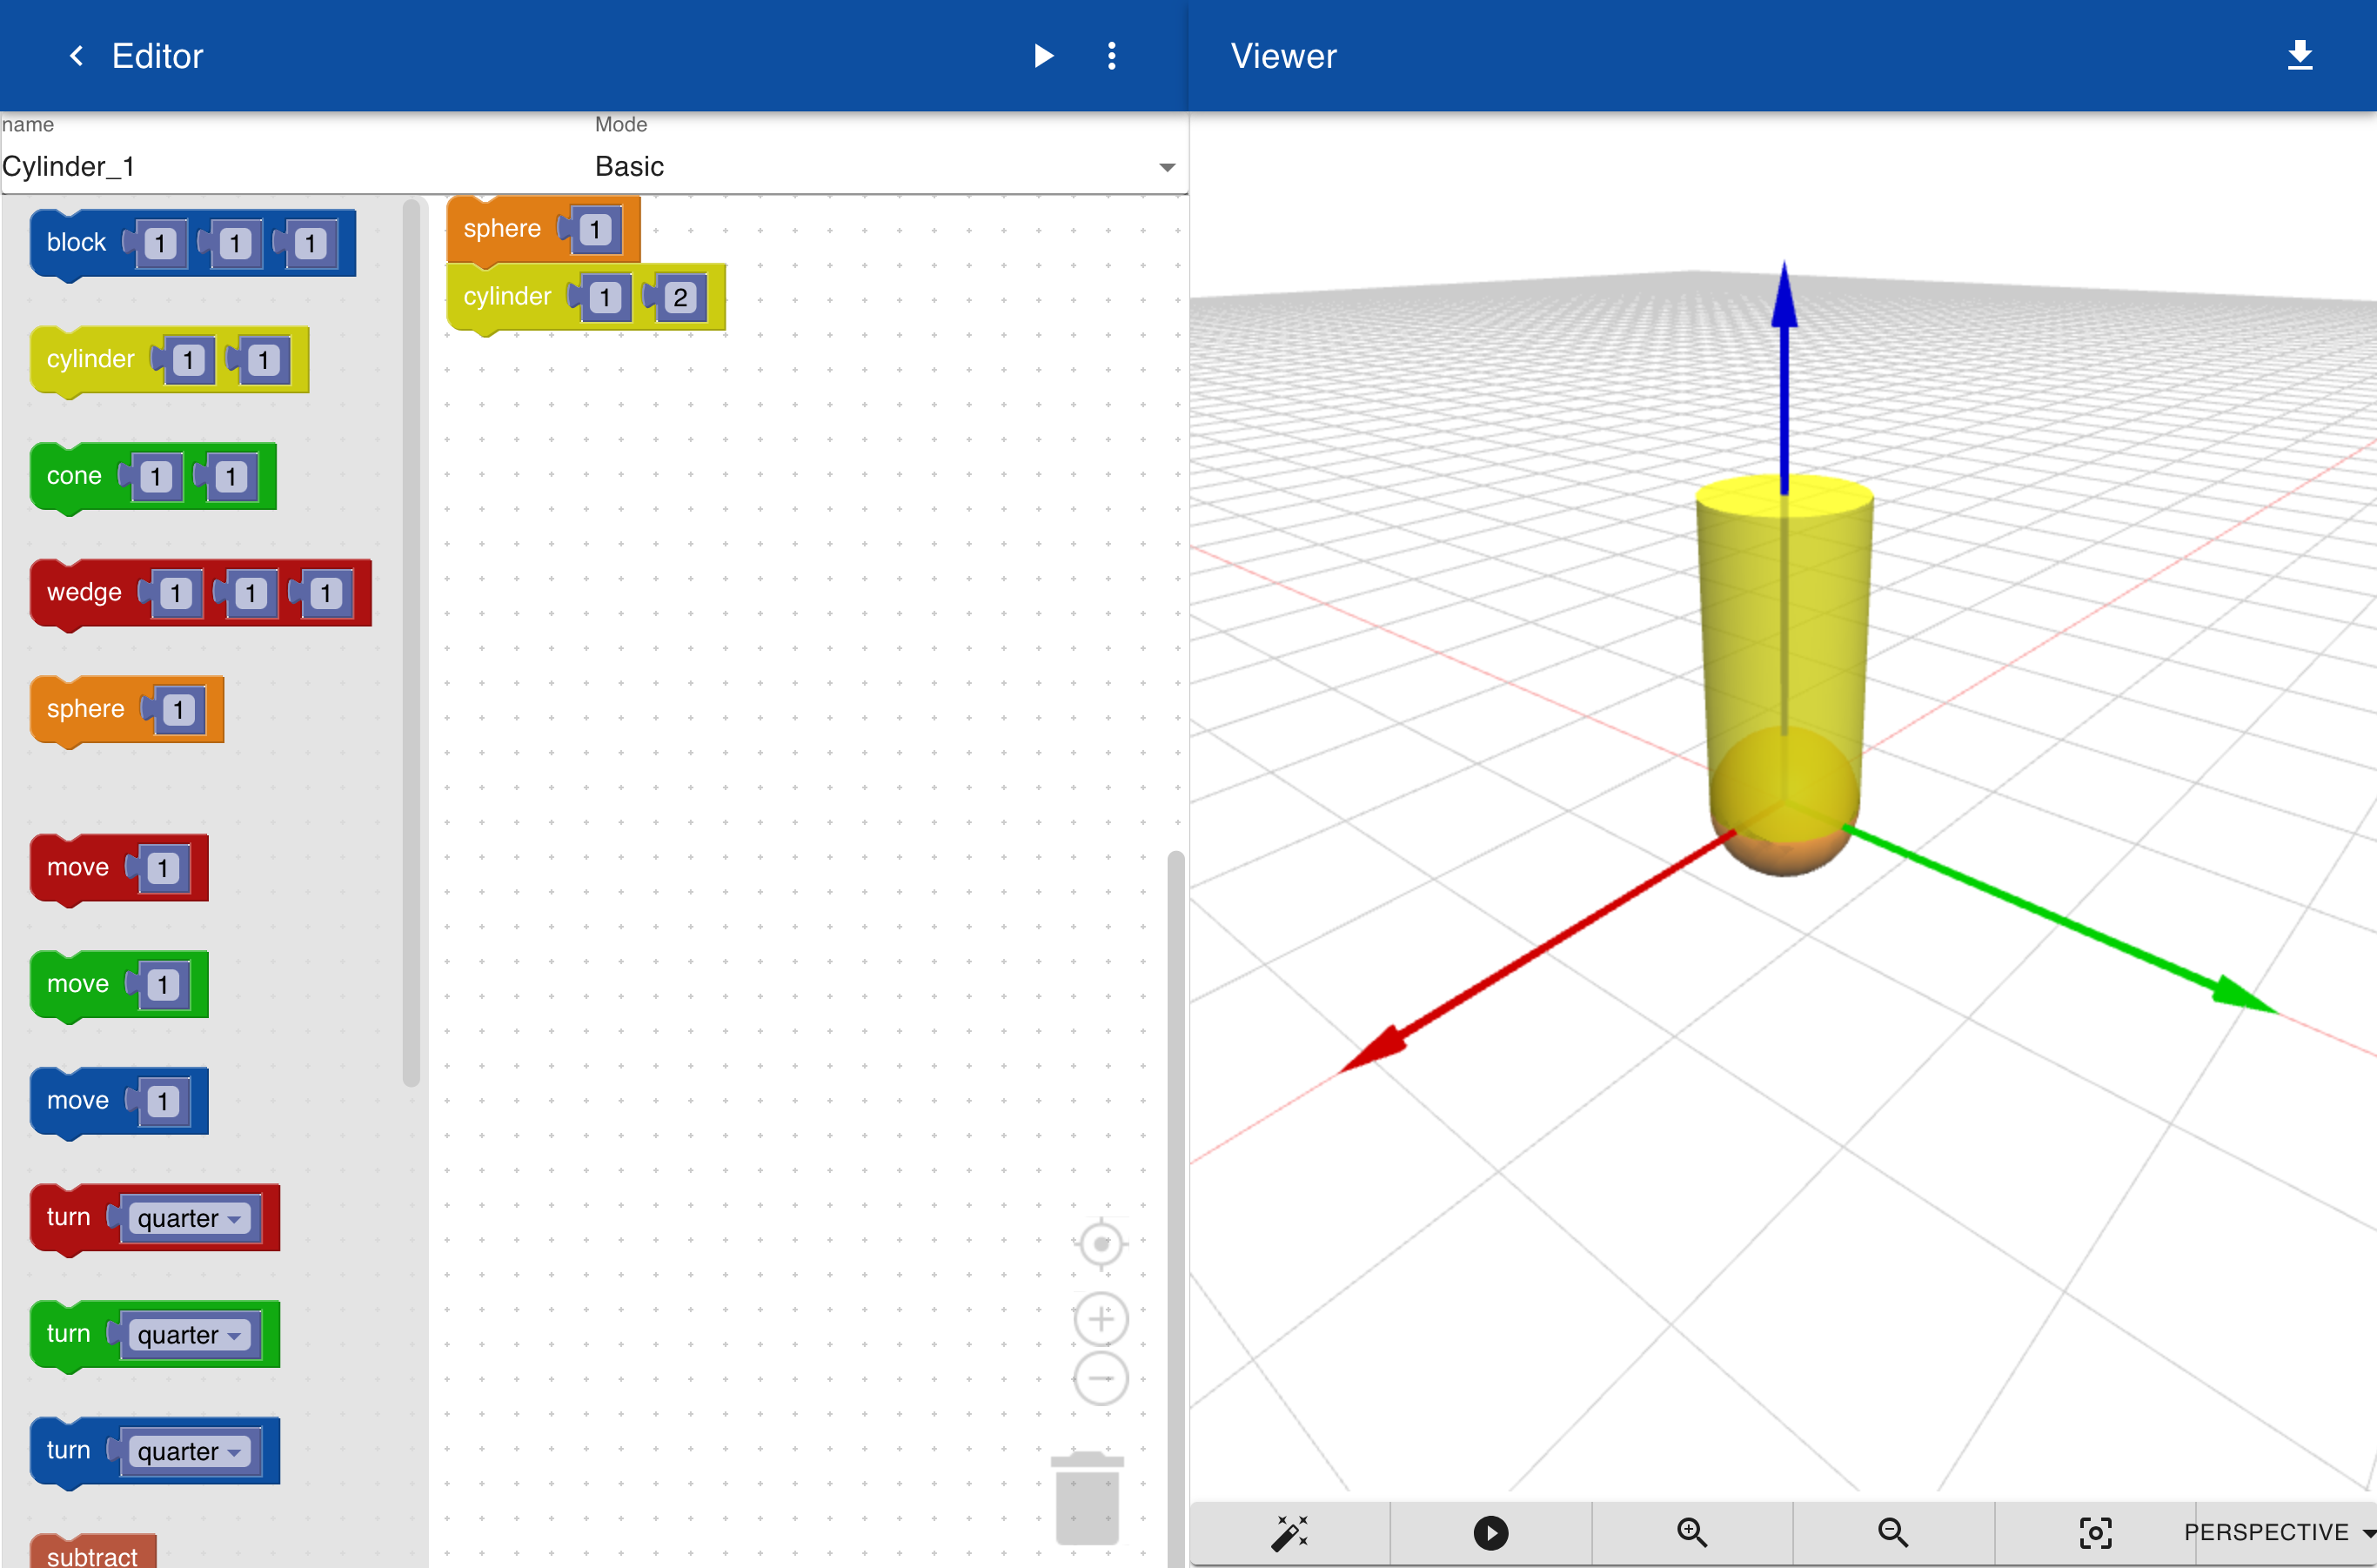 Editor
Viewer
name
Mode
Cylinder_1
Basic
block 1 1 1
cylinder 1 1
cone 1 1
wedge 1 1 1
sphere 1
move 1
move 1
move 1
turn quarter
turn quarter
turn quarter
subtract
sphere 1
cylinder 1 2
PERSPECTIVE